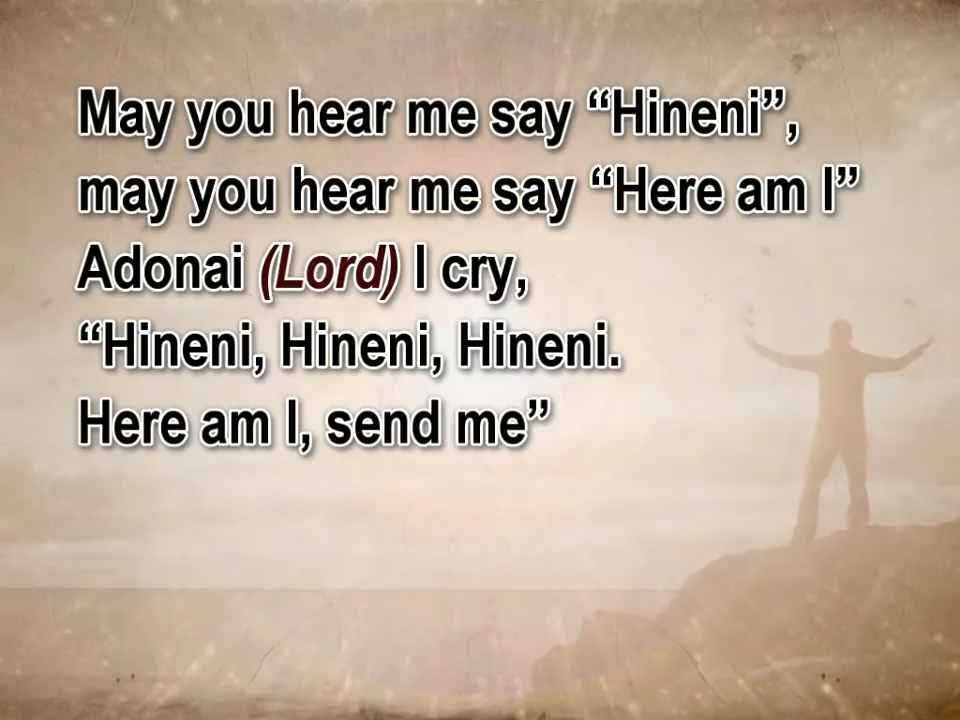 May you hear me say “Hineni”,
may you hear me say “Here am I”
Adonai (Lord) I cry,
“Hineni, Hineni, Hineni.
Here am I, send me”